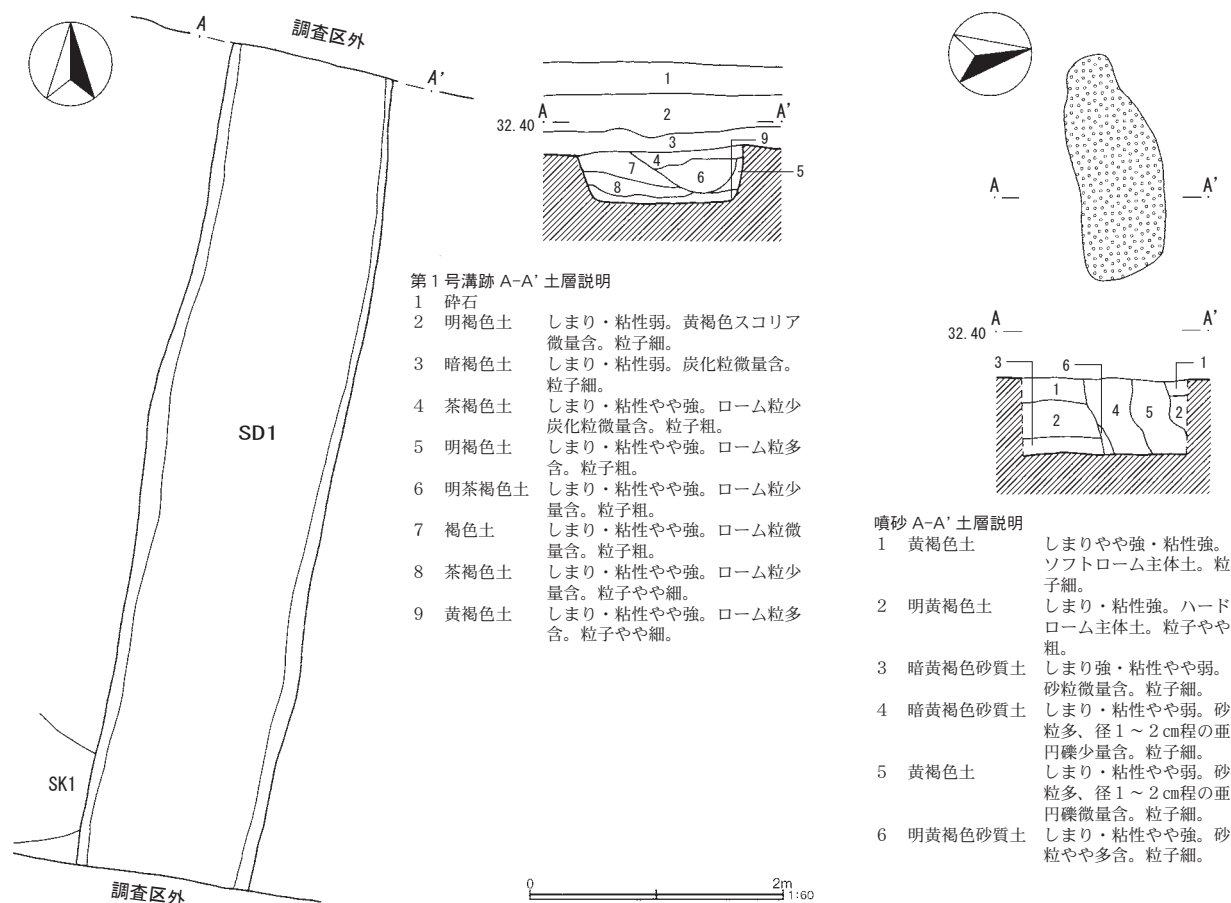 調査区外
A
A'
SD1
SK1
調査区外
A
A'
32.40
1
2
3
4
5
6
7
8
9
第1号溝跡 A-A' 土層説明
1 砕石
2 明褐色土 しまり・粘性弱。黄褐色スコリア
微量含。粒子細。
3 暗褐色土 しまり・粘性弱。炭化粒微量含。
粒子細。
4 茶褐色土 しまり・粘性やや強。ローム粒少
炭化粒微量含。粒子粗。
5 明褐色土 しまり・粘性やや強。ローム粒多
含。粒子粗。
6 明茶褐色土 しまり・粘性やや強。ローム粒少
量含。粒子粗。
7 褐色土 しまり・粘性やや強。ローム粒微
量含。粒子粗。
8 茶褐色土 しまり・粘性やや強。ローム粒少
量含。粒子やや細。
9 黄褐色土 しまり・粘性やや強。ローム粒多
含。粒子やや細。
0 2m
1:60
A
A'
A
A'
32.40
3
6
1
1
2
4
5
2
噴砂 A-A' 土層説明
1 黄褐色土 しまりやや強・粘性強。
ソフトローム主体土。粒
子細。
2 明黄褐色土 しまり・粘性強。ハード
ローム主体土。粒子やや
粗。
3 暗黄褐色砂質土 しまり強・粘性やや弱。
砂粒微量含。粒子細。
4 暗黄褐色砂質土 しまり・粘性やや弱。砂
粒多、径1～2㎝程の亜
円礫少量含。粒子細。
5 黄褐色土 しまり・粘性やや弱。砂
粒多、径1～2㎝程の亜
円礫微量含。粒子細。
6 明黄褐色砂質土 しまり・粘性やや強。砂
粒やや多含。粒子細。